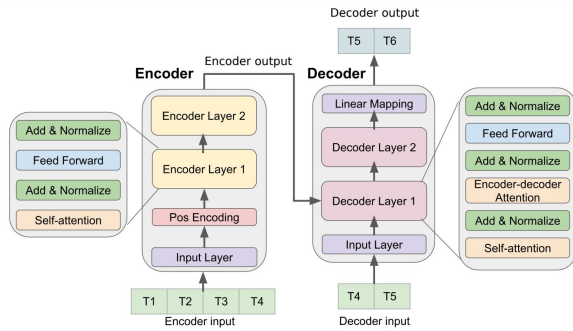 Decoder output
T5 T6
Encoder output
Encoder
Decoder
Encoder Layer 2
Encoder Layer 1
Pos Encoding
Input Layer
Add & Normalize
Feed Forward
Add & Normalize
Self-attention
T1 T2 T3 T4
Encoder input
Linear Mapping
Decoder Layer 2
Decoder Layer 1
Input Layer
Add & Normalize
Feed Forward
Add & Normalize
Encoder-decoder
Attention
Add & Normalize
Self-attention
T4 T5
Decoder input